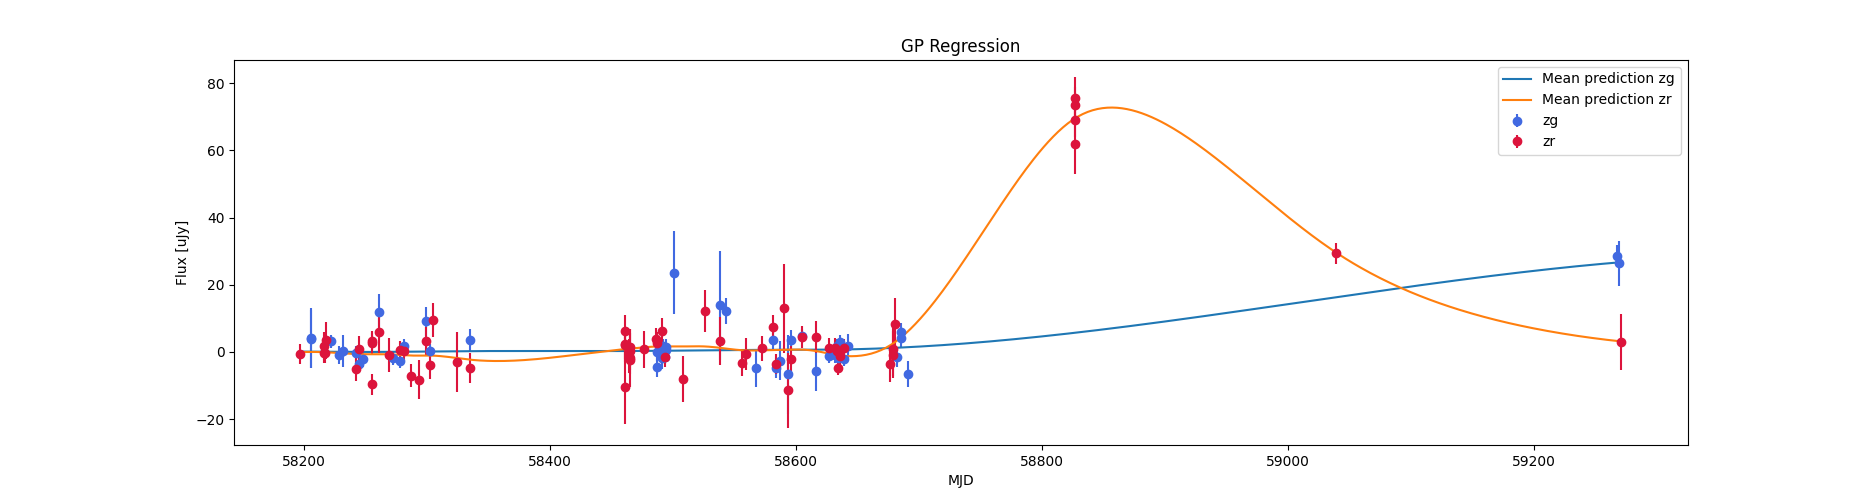 GP Regression
Mean prediction zg
Mean prediction zr
zg
zr
Flux [uJy]
80
60
40
20
0
−20
58200
58400
58600
58800
59000
59200
MJD